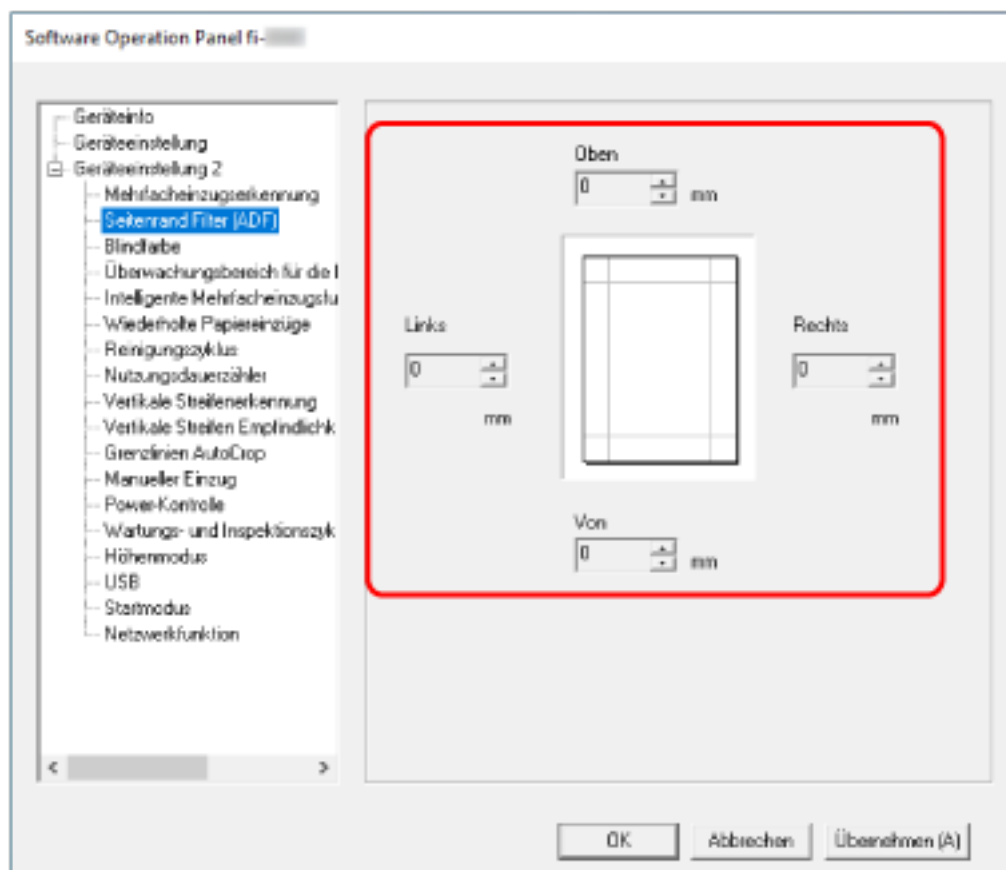 Software Operation Panel fi-
Geräteinfo
Geräteeinstellung
Geräteeinstellung 2
Mehrfacheinzugserkennung
Seitenrand Filter (ADF)
Blindfarbe
Überwachungsbereich für die I
Intelligente Mehrfacheinzugsfu
Wiederholte Papiereinzüge
Reinigungszyklus
Nutzungsdauerzähler
Vertikale Streifenerkennung
Vertikale Streifen Empfindlichk
Grenzlinien AutoCrop
Manueller Einzug
Power-Kontrolle
Wartungs- und Inspektionszyk
Höhenmodus
USB
Startmodus
Netzwerkfunktion
Oben
0 mm
Links
0
mm
Rechts
0
mm
Von
0 mm
OK Abbrechen Übernehmen (A)